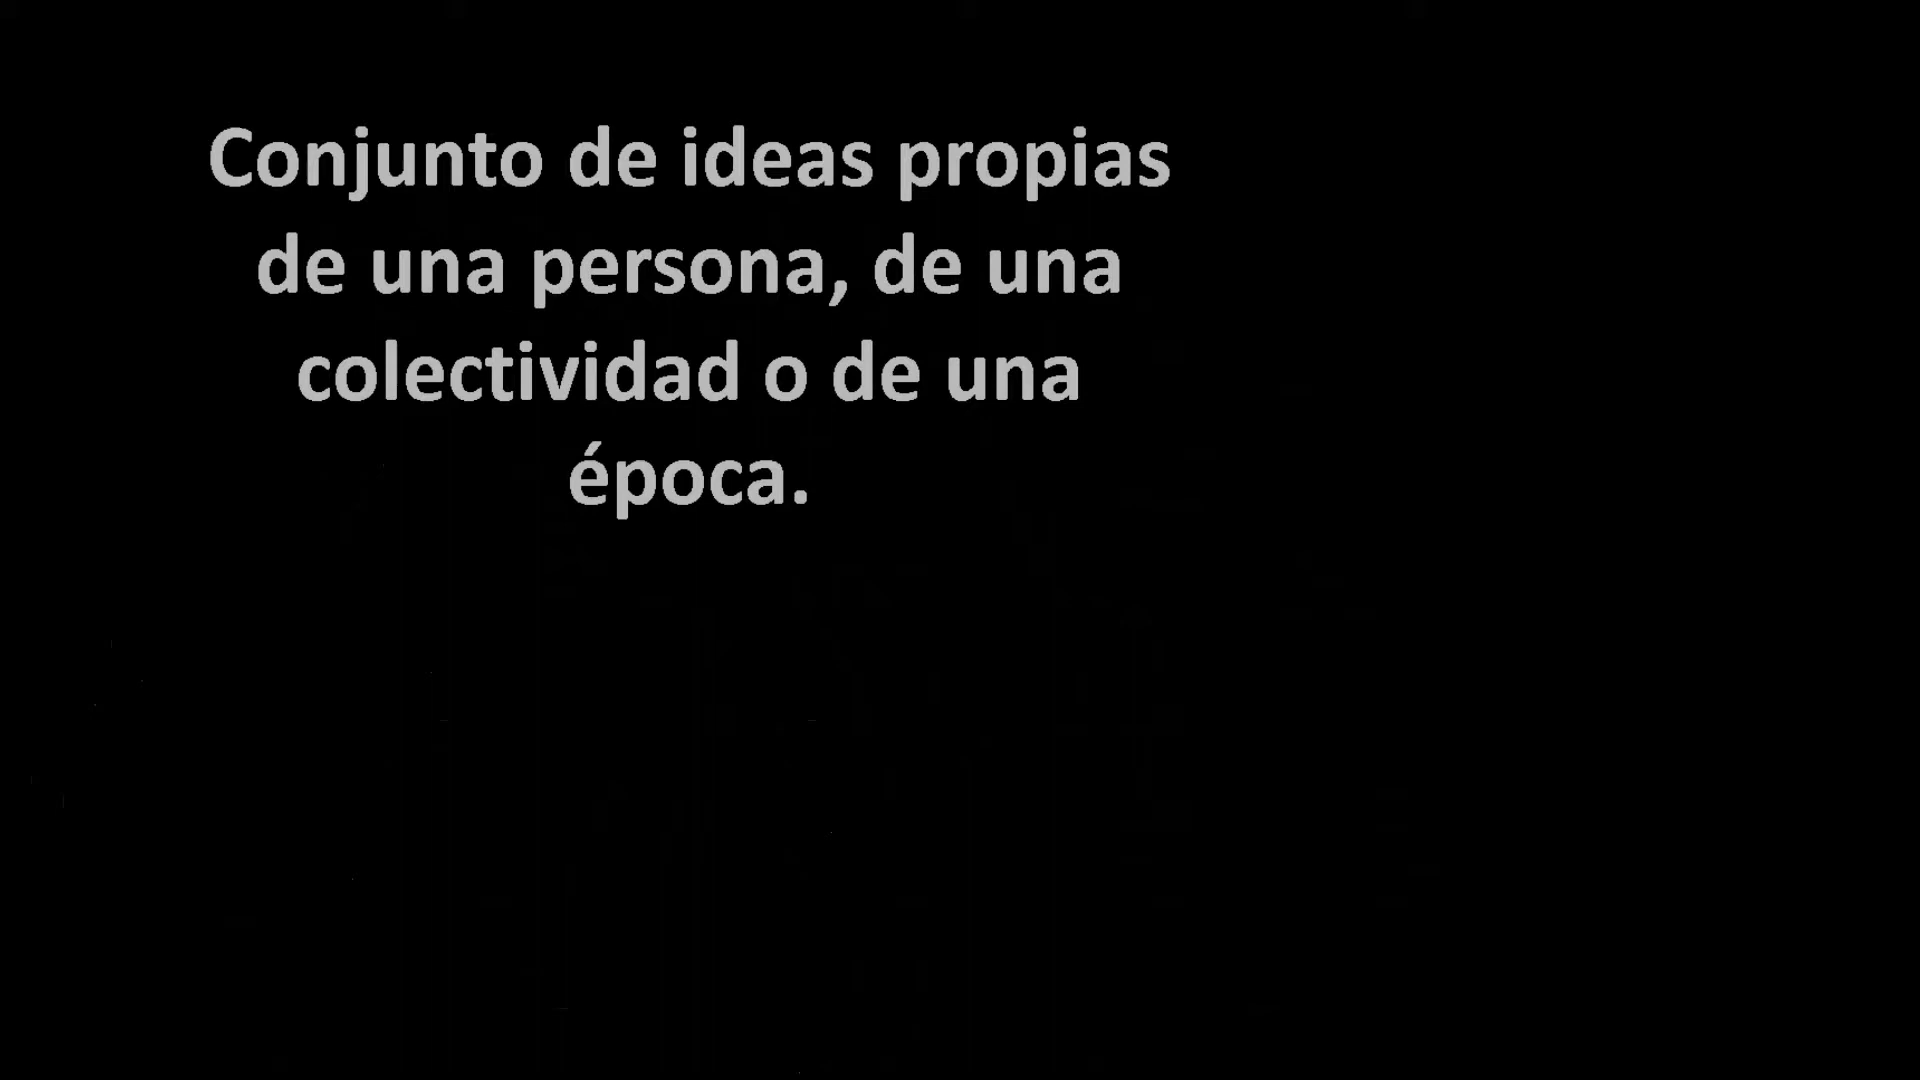 Conjunto de ideas propias
de una persona, de una
colectividad o de una
época.